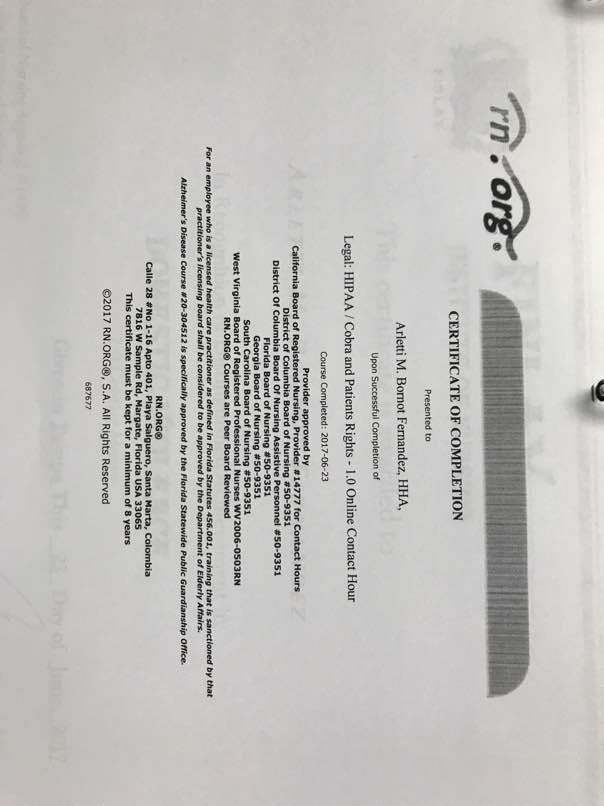 rn.org®
CERTIFICATE OF COMPLETION
Presented to
Arletti M. Bornot Fernandez, HHA,
Upon Successful Completion of
Legal: HIPAA / Cobra and Patients Rights - 1.0 Online Contact Hour
Course Completed: 2017-06-23
Provider approved by
California Board of Registered Nursing, Provider #14777 for Contact Hours
District of Columbia Board of Nursing #50-9351
District of Columbia Board Of Nursing Assistive Personnel #50-9351
Florida Board of Nursing #50-9351
Georgia Board of Nursing #50-9351
South Carolina Board of Nursing #50-9351
West Virginia Board of Registered Professional Nurses WV2006-0503RN
RN.ORG® Courses are Peer Board Reviewed
For an employee who is a licensed health care practitioner as defined in Florida Statutes 456.001, training that is sanctioned by that
practitioner's licensing board shall be considered to be approved by the Department of Elderly Affairs.
Alzheimer's Disease Course #20-304512 is specifically approved by the Florida Statewide Public Guardianship Office.
RN.ORG®
Calle 28 #No 1-16 Apto 401, Playa Salguero, Santa Marta, Colombia
7816 W Sample Rd, Margate, Florida USA 33065
This certificate must be kept for a minimum of 8 years
©2017 RN.ORG®, S.A. All Rights Reserved
687677